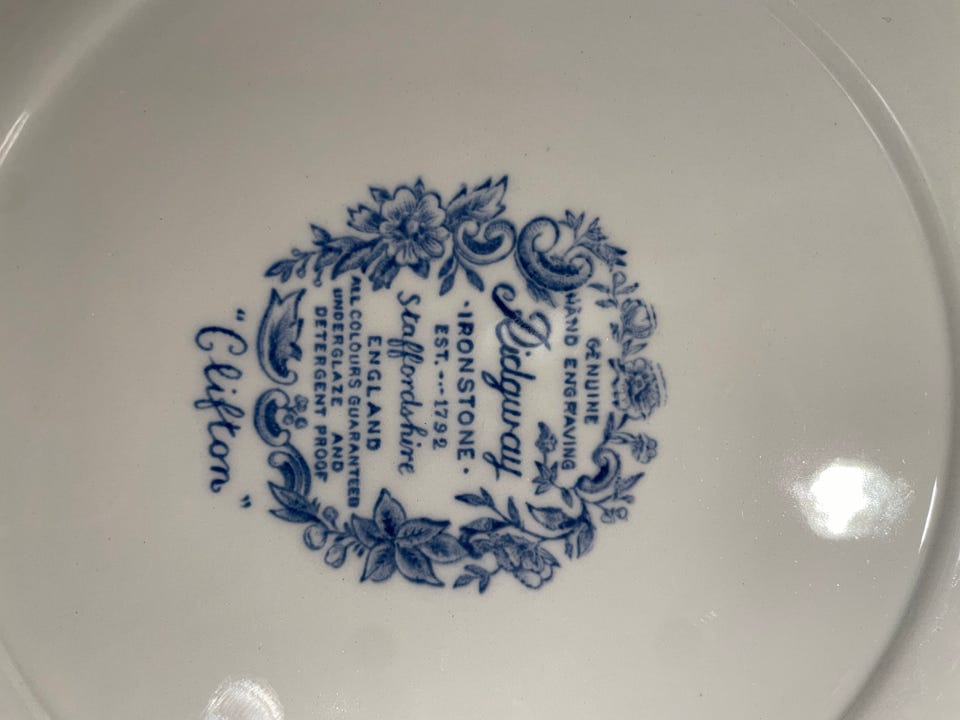 GENUINE
HAND ENGRAVING
Ridgway
·IRONSTONE·
EST. --- 1792
Staffordshire
ENGLAND
ALL COLOURS GUARANTEED
UNDERGLAZE AND
DETERGENT PROOF
"Clifton"